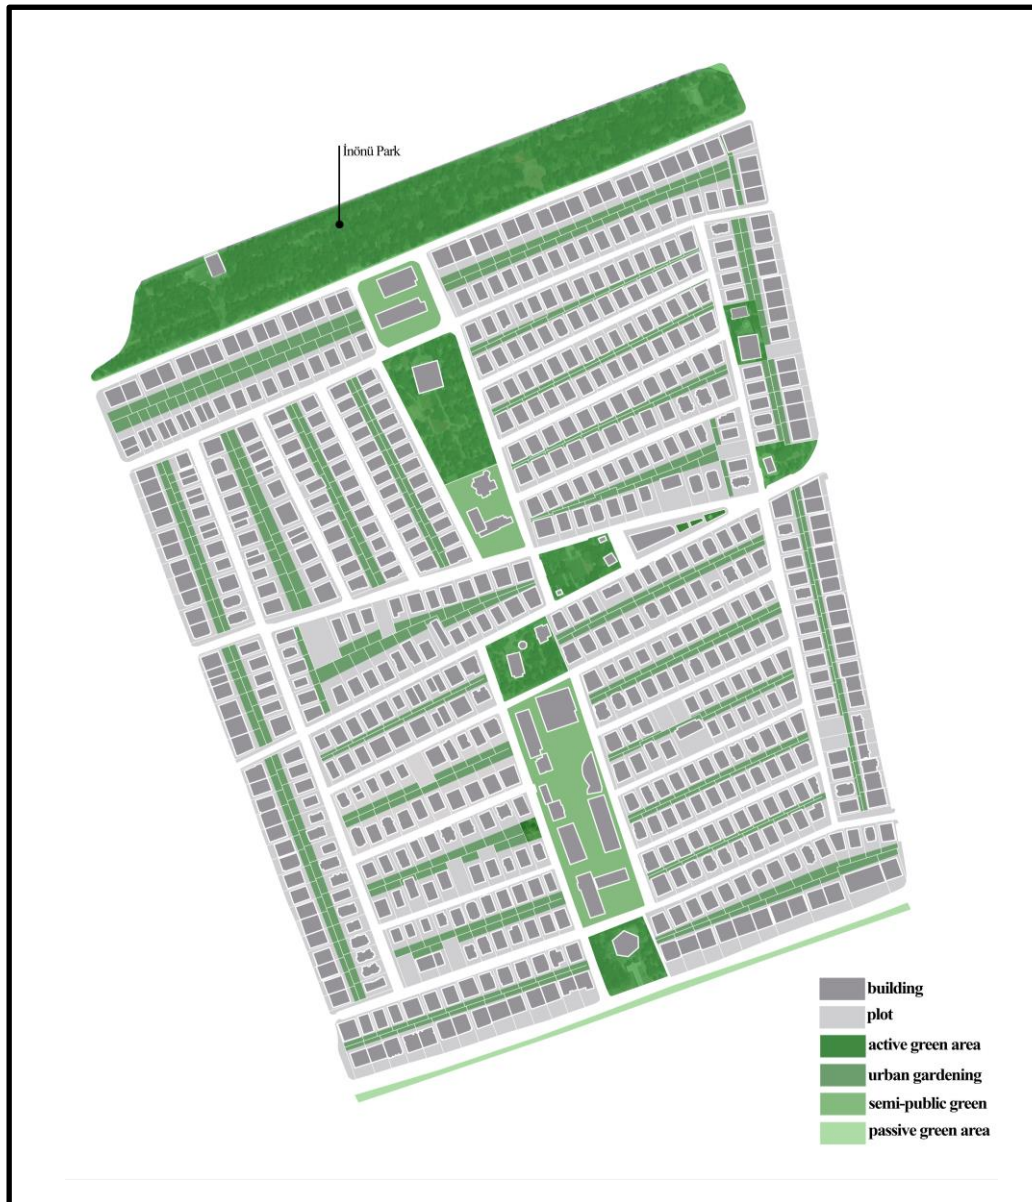 İnönü Park
building
plot
active green area
urban gardening
semi-public green
passive green area